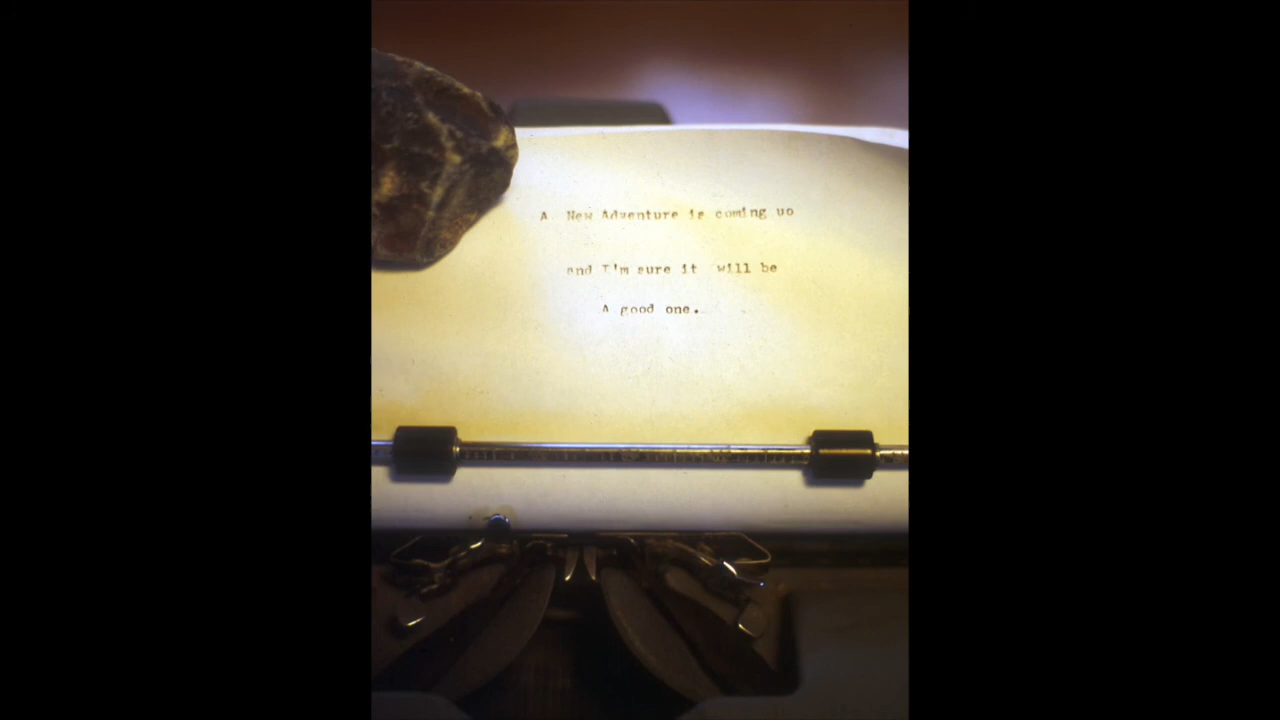 A New Adventure is coming uo
and I'm sure it will be
A good one.